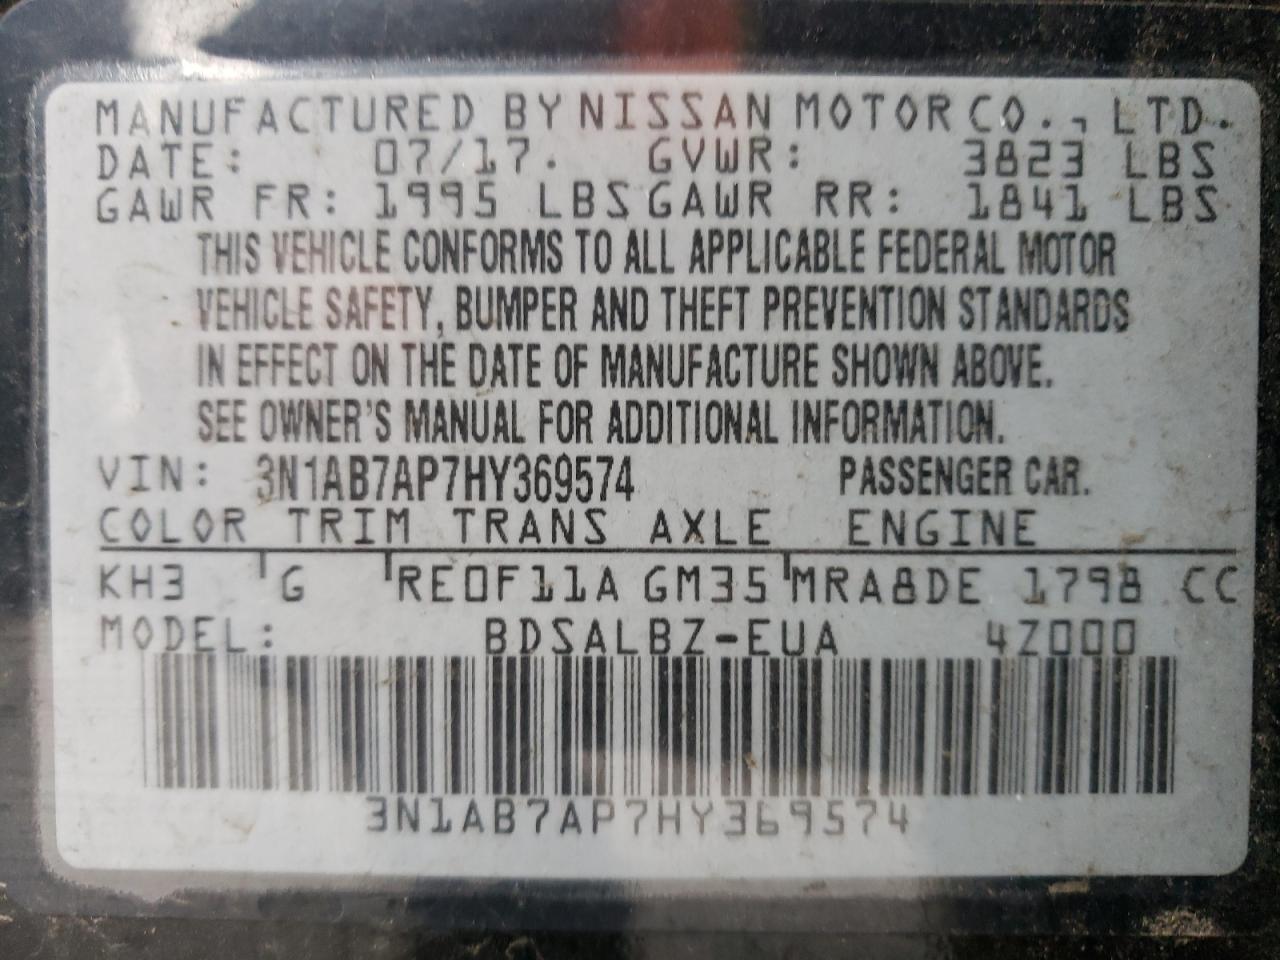 MANUFACTURED BY NISSAN MOTOR CO., LTD.
DATE: 07/17. GVWR: 3823 LBS
GAWR FR: 1995 LBS GAWR RR: 1841 LBS
THIS VEHICLE CONFORMS TO ALL APPLICABLE FEDERAL MOTOR
VEHICLE SAFETY, BUMPER AND THEFT PREVENTION STANDARDS
IN EFFECT ON THE DATE OF MANUFACTURE SHOWN ABOVE.
SEE OWNER'S MANUAL FOR ADDITIONAL INFORMATION.
VIN: 3N1AB7AP7HY369574 PASSENGER CAR.
COLOR TRIM TRANS AXLE ENGINE
KH3 G RE0F11A GM35 MRA8DE 1798 CC
MODEL: BDSALBZ-EUA 4Z000
3N1AB7AP7HY369574